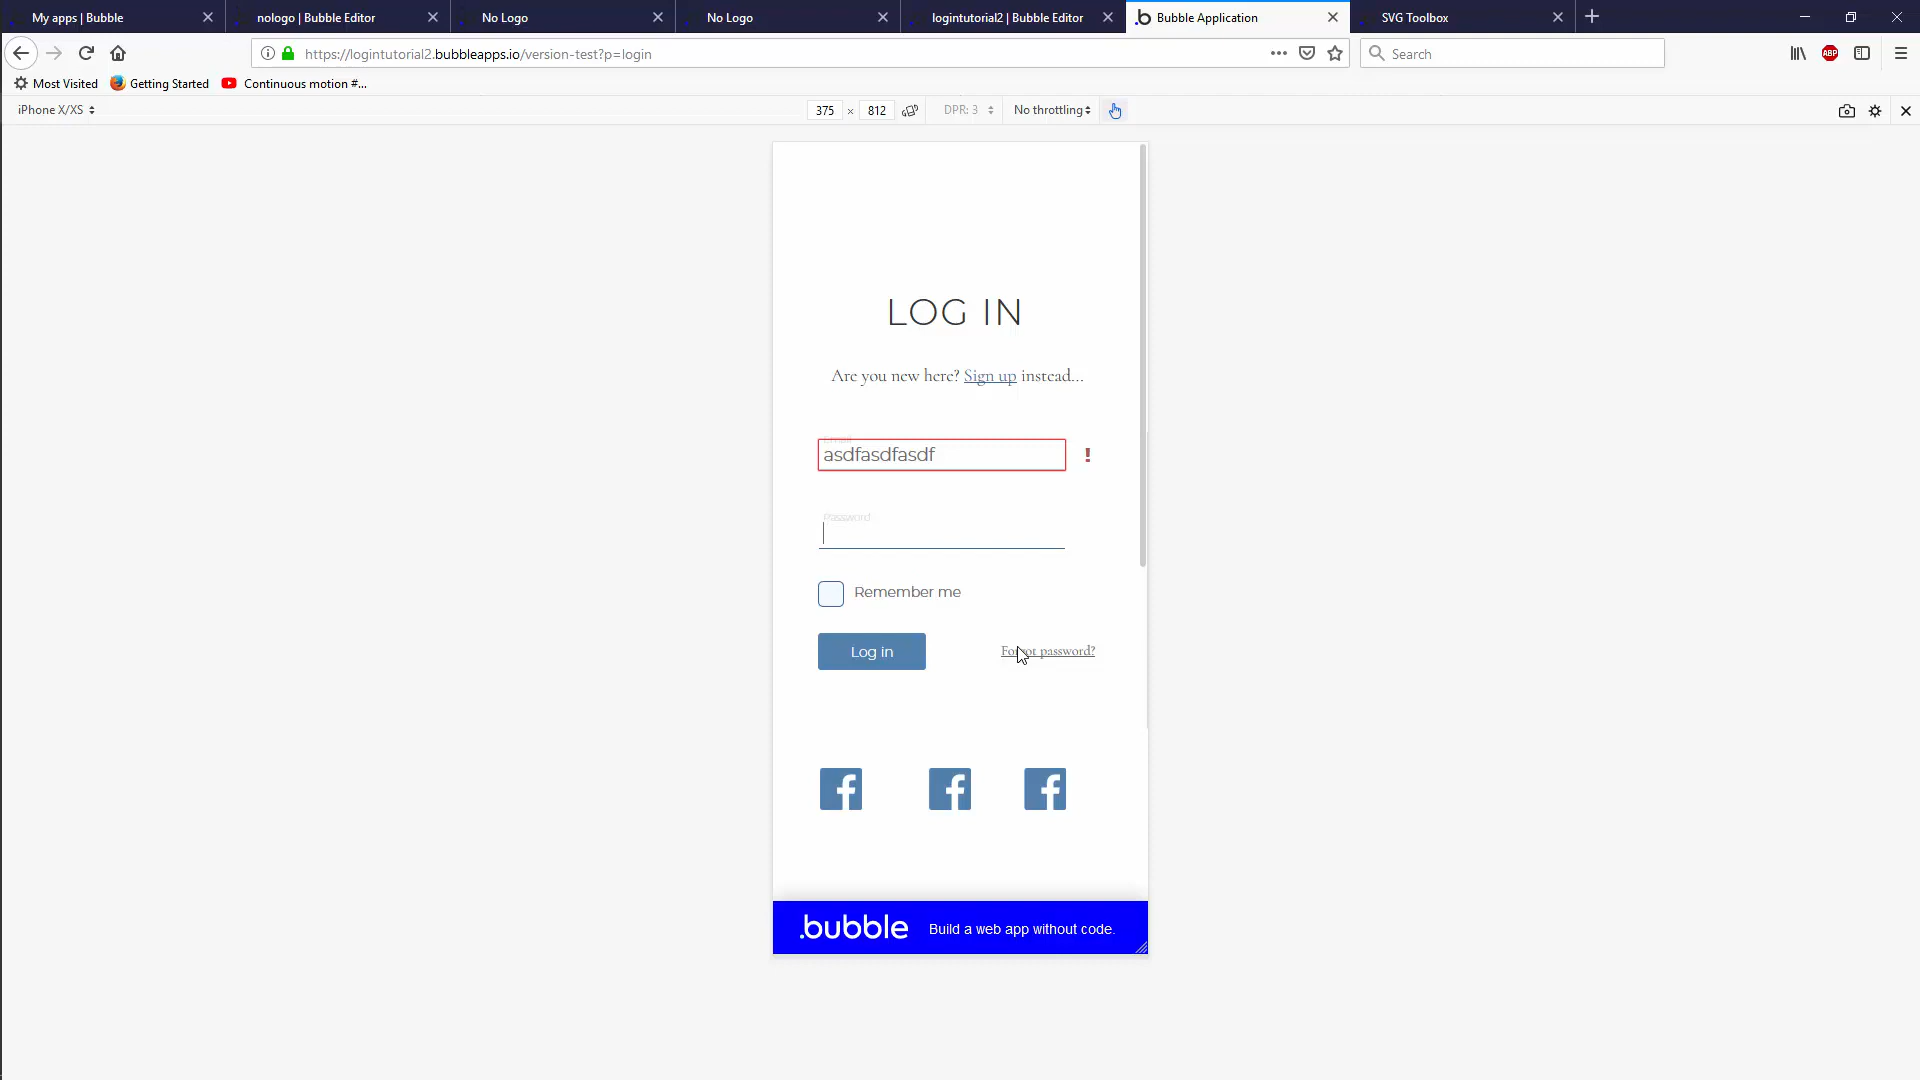 My apps | Bubble
nologo | Bubble Editor
No Logo
No Logo
logintutorial2 | Bubble Editor
Bubble Application
SVG Toolbox
https://logintutorial2.bubbleapps.io/version-test?p=login
Search
Most Visited
Getting Started
Continuous motion #...
iPhone X/XS
375 × 812
DPR: 3
No throttling
LOG IN
Are you new here? Sign up instead...
Email
asdfasdfasdf
!
Password
Remember me
Log in
Forgot password?
.bubble
Build a web app without code.